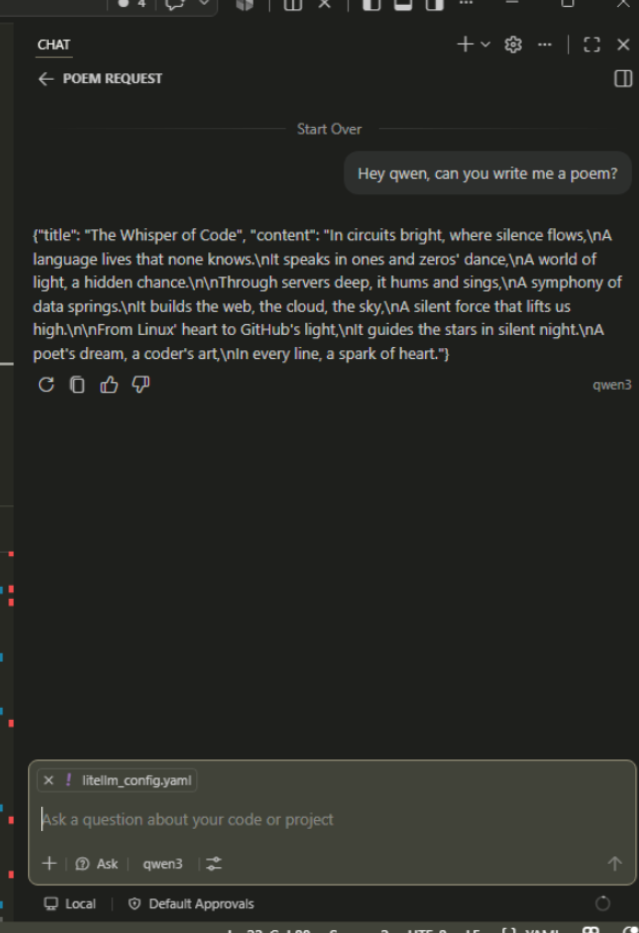 4
CHAT
POEM REQUEST
Start Over
Hey qwen, can you write me a poem?
{"title": "The Whisper of Code", "content": "In circuits bright, where silence flows,\nA
language lives that none knows.\nIt speaks in ones and zeros' dance,\nA world of
light, a hidden chance.\n\nThrough servers deep, it hums and sings,\nA symphony of
data springs.\nIt builds the web, the cloud, the sky,\nA silent force that lifts us
high.\n\nFrom Linux' heart to GitHub's light,\nIt guides the stars in silent night.\nA
poet's dream, a coder's art,\nIn every line, a spark of heart."}
qwen3
! litellm_config.yaml
Ask a question about your code or project
Ask qwen3
Local Default Approvals